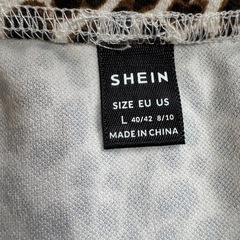 SHEIN
SIZE EU US
L 40/42 8/10
MADE IN CHINA